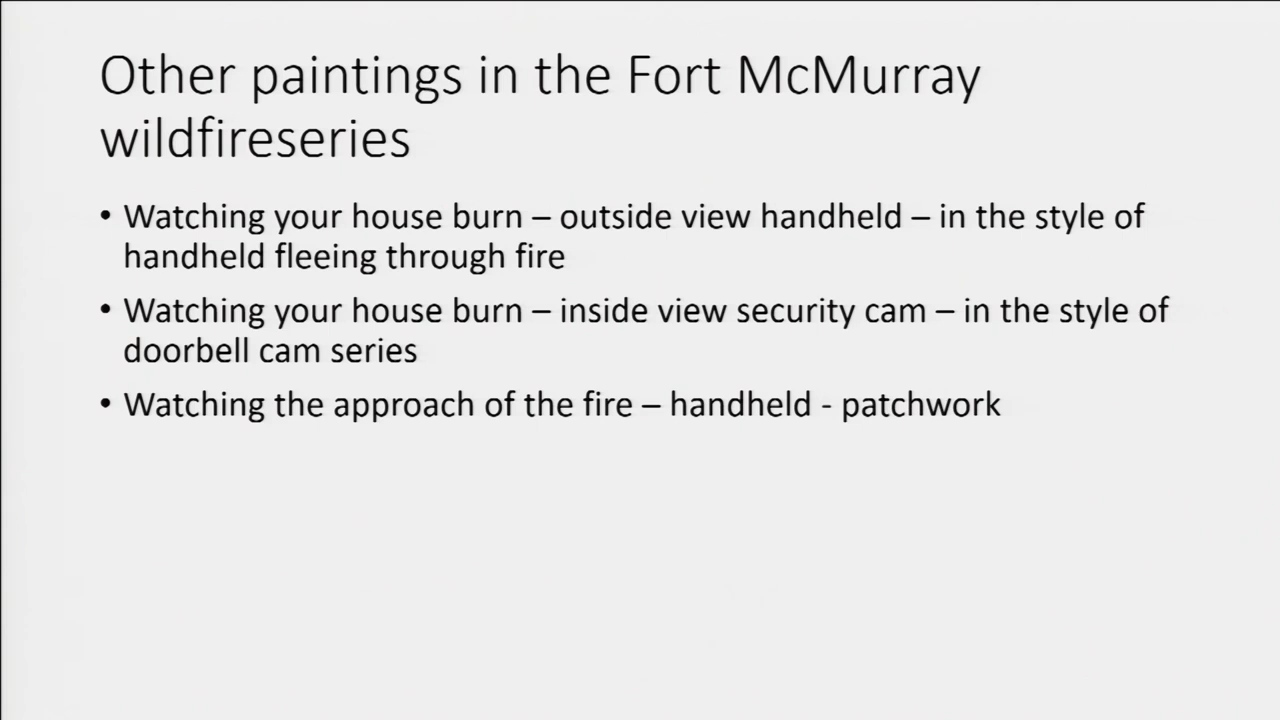 Other paintings in the Fort McMurray
wildfireseries
• Watching your house burn – outside view handheld – in the style of
handheld fleeing through fire
• Watching your house burn – inside view security cam – in the style of
doorbell cam series
• Watching the approach of the fire – handheld - patchwork